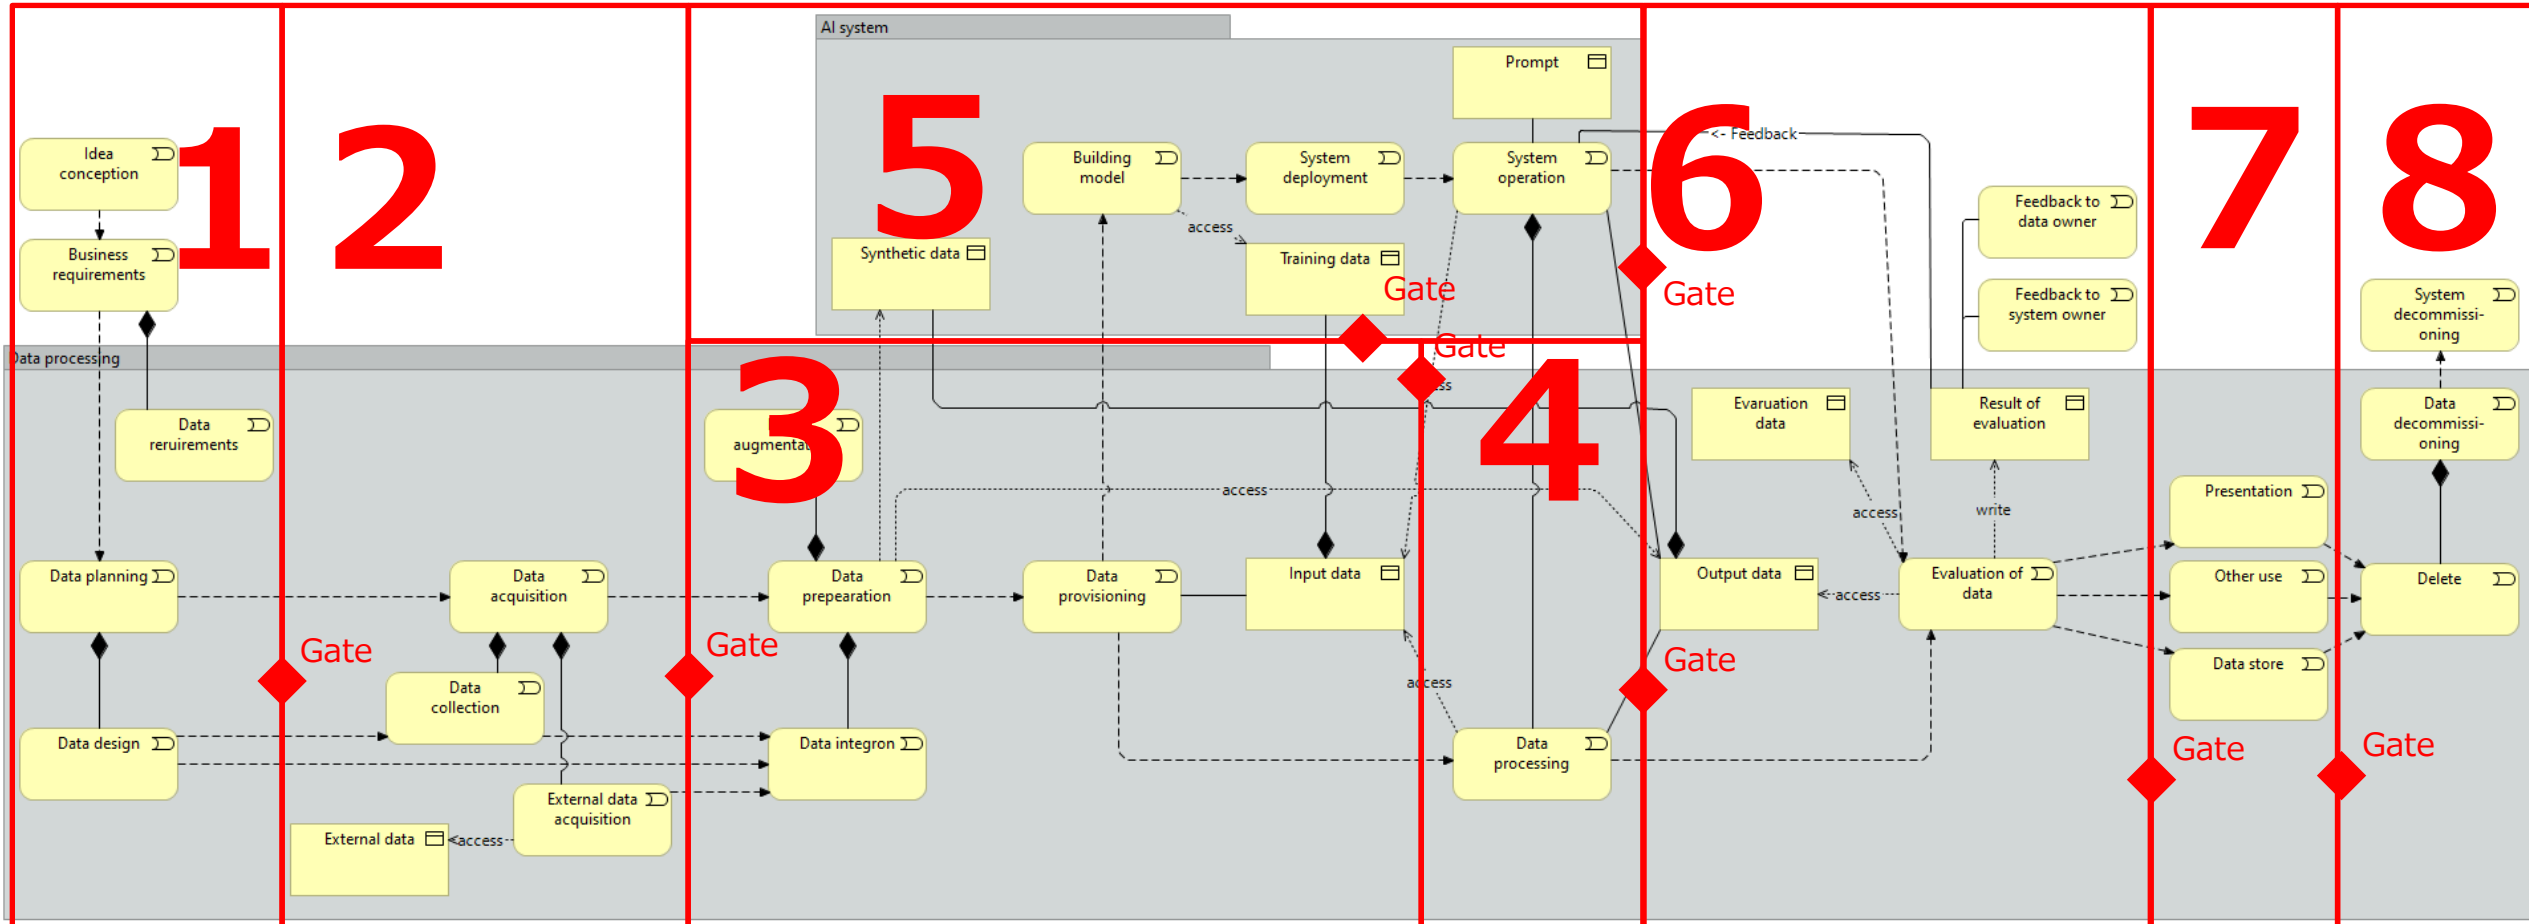 AI system
Prompt
1
2
5
6
7
8
<- Feedback
Idea
conception
Building
model
System
deployment
System
operation
Feedback to
data owner
access
Business
requirements
Synthetic data
Training data
Gate
Gate
Feedback to
system owner
System
decommissi-
oning
Data processing
3
Gate
4
Data
reruirements
augmentat
Evaruation
data
Result of
evaluation
Data
decommissi-
oning
access
access
write
Presentation
Data planning
Data
acquisition
Data
prepearation
Data
provisioning
Input data
Output data
access
Evaluation of
data
Other use
Delete
Gate
Gate
Gate
Data
collection
access
Data store
Data design
Data integron
Data
processing
Gate
Gate
External data
acquisition
External data
access